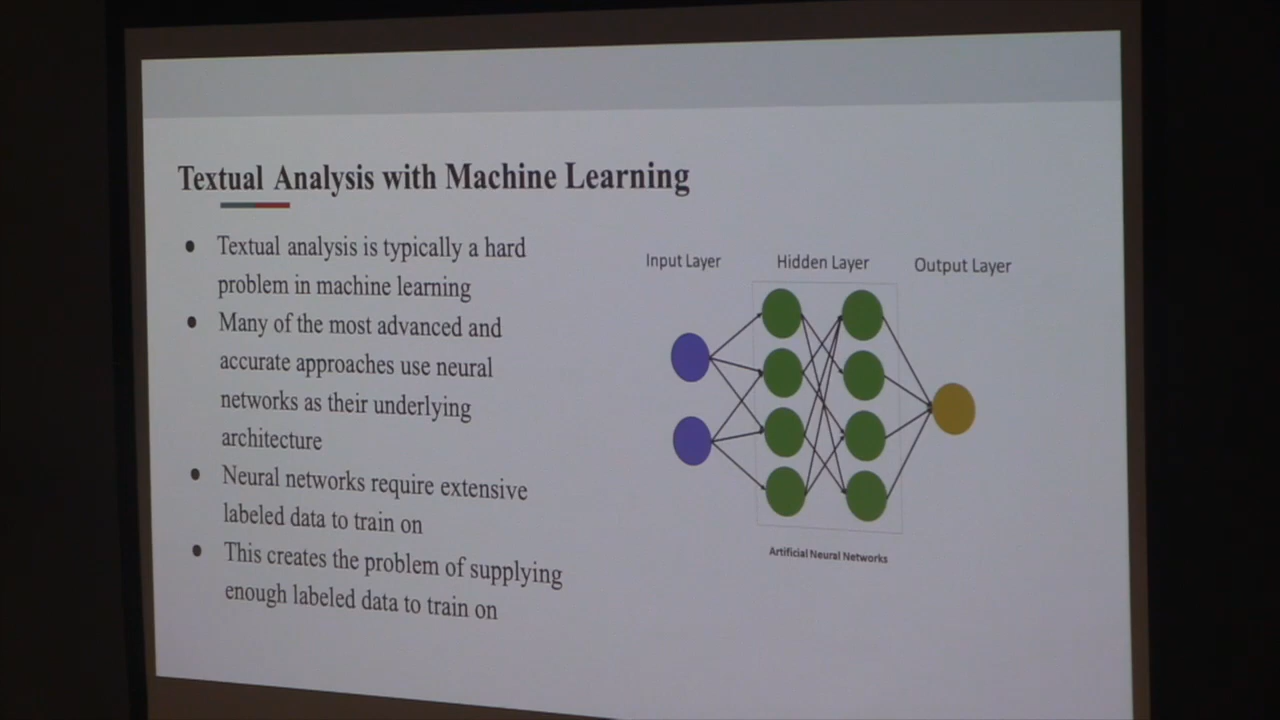 Textual Analysis with Machine Learning
● Textual analysis is typically a hard
problem in machine learning
● Many of the most advanced and
accurate approaches use neural
networks as their underlying
architecture
● Neural networks require extensive
labeled data to train on
● This creates the problem of supplying
enough labeled data to train on
Input Layer
Hidden Layer
Output Layer
Artificial Neural Networks